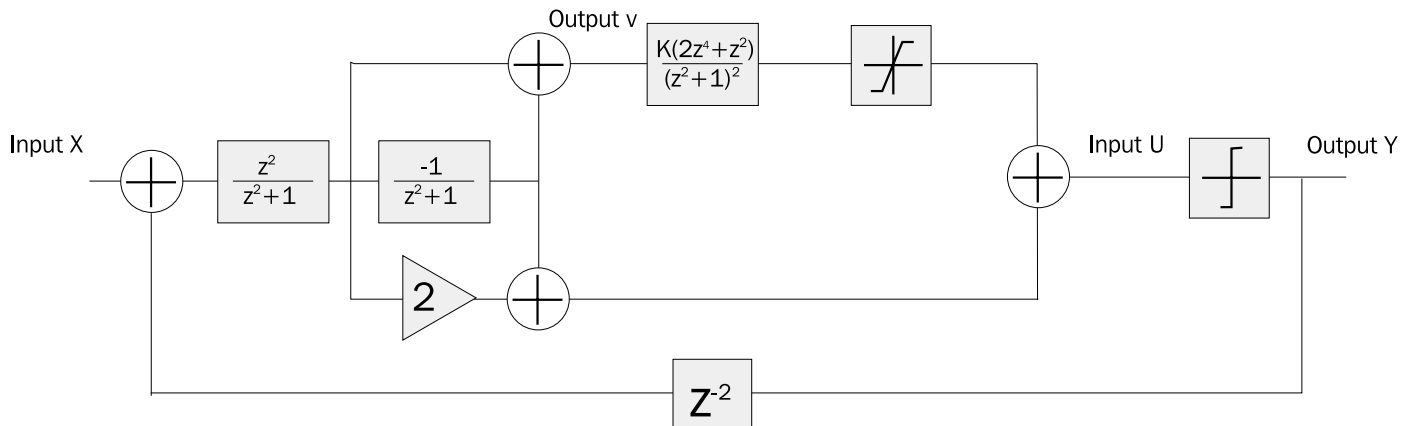 Output v
K(2z⁴+z²)
(z²+1)²
Input X
z²
z²+1
-1
z²+1
Input U
Output Y
2
Z⁻²